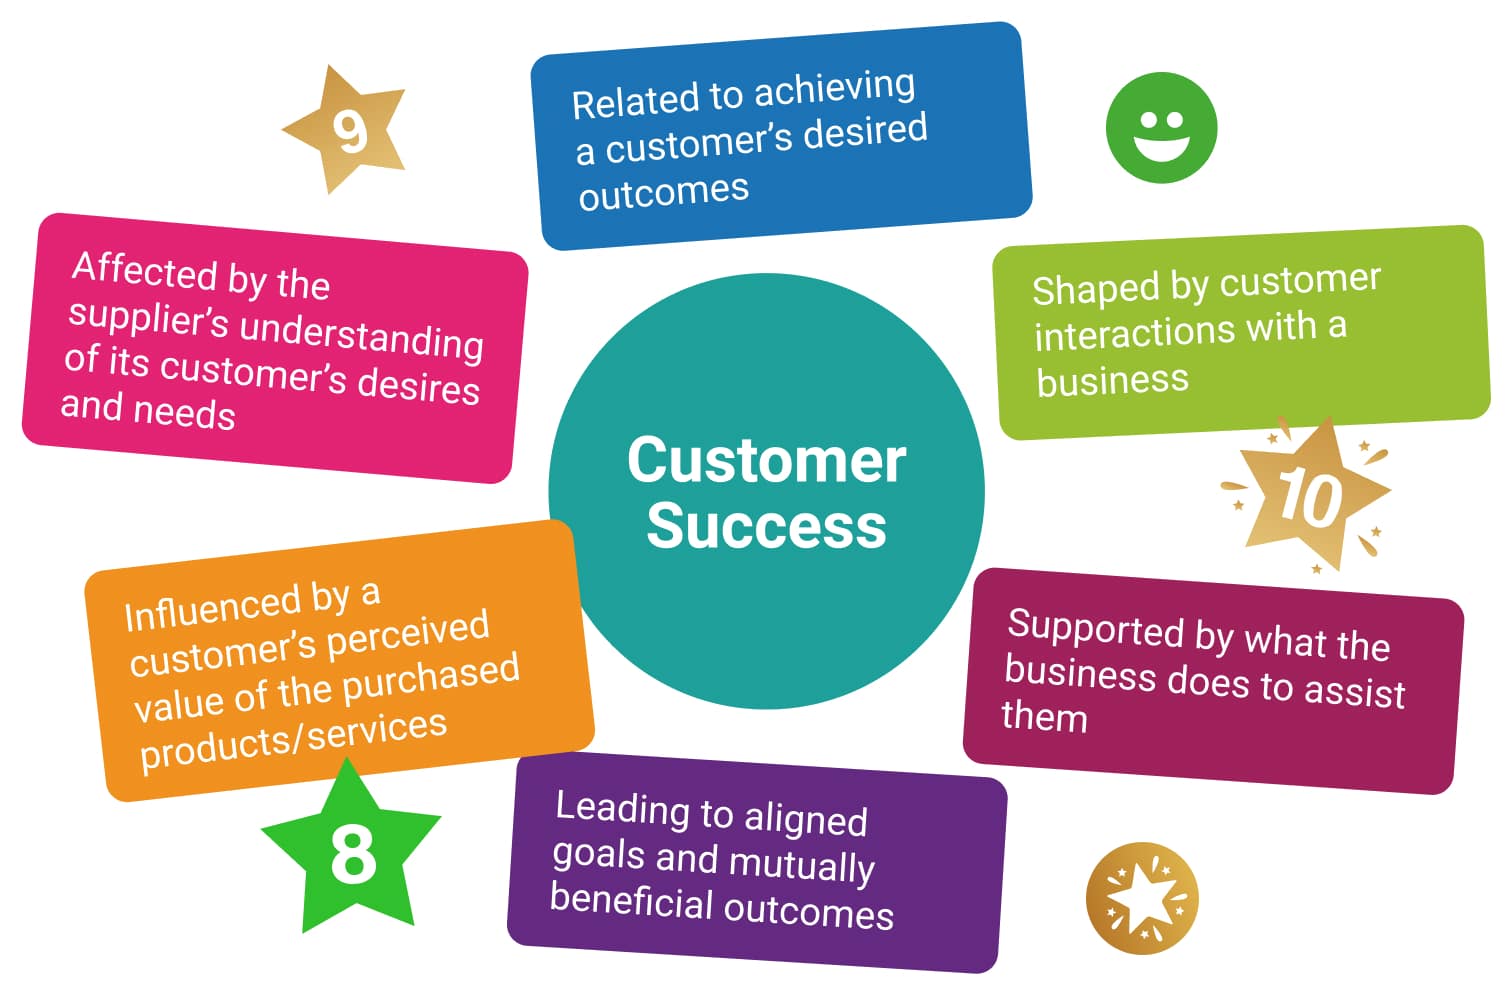 Related to achieving
a customer’s desired
outcomes
9
Affected by the
supplier’s understanding
of its customer’s desires
and needs
Shaped by customer
interactions with a
business
Customer
Success
10
Influenced by a
customer’s perceived
value of the purchased
products/services
Supported by what the
business does to assist
them
8
Leading to aligned
goals and mutually
beneficial outcomes